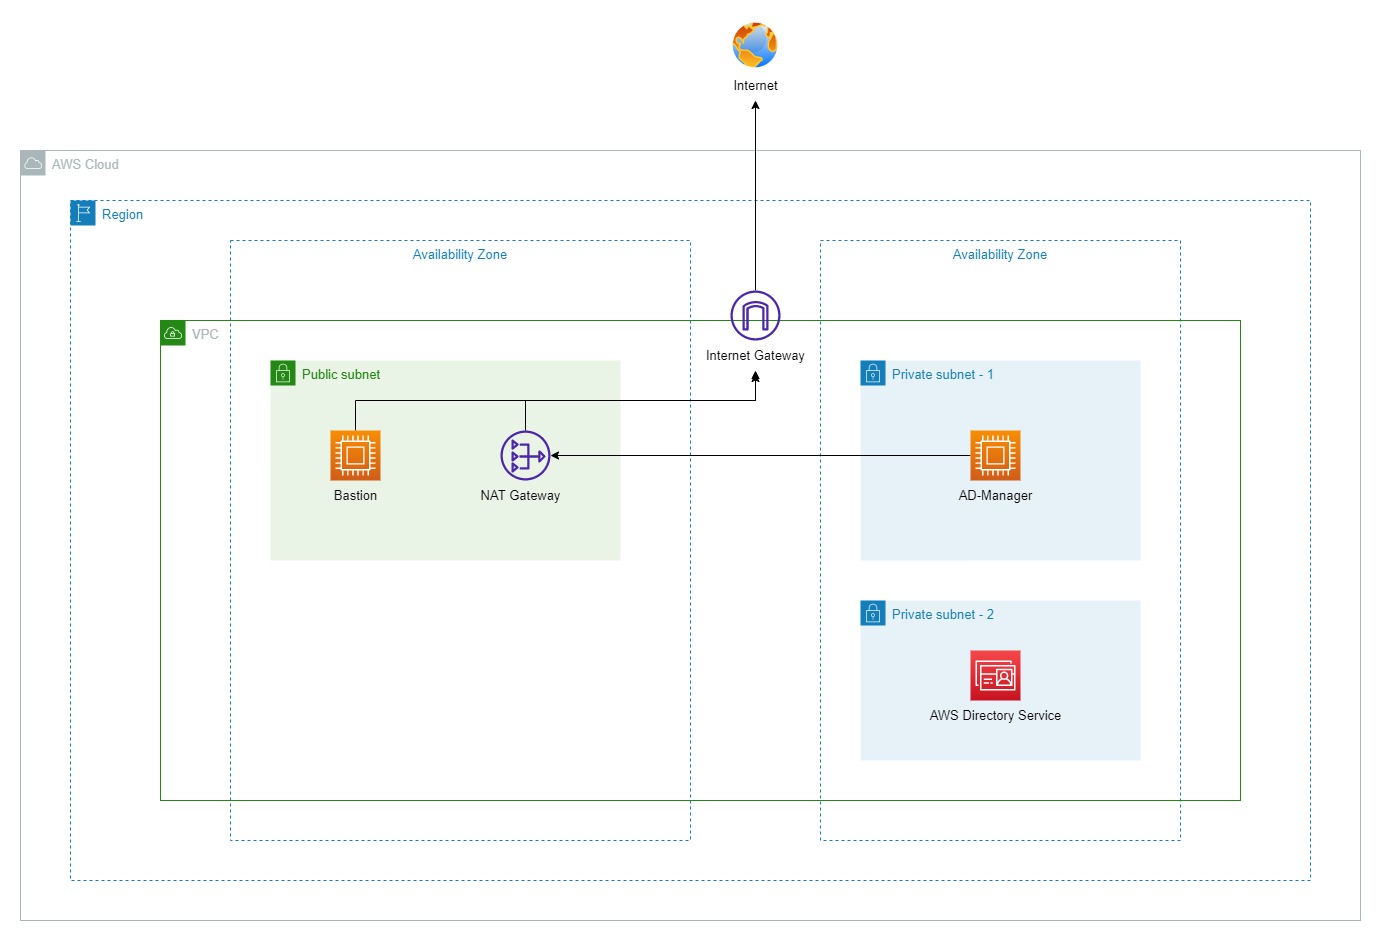 Internet
AWS Cloud
Region
Availability Zone
Availability Zone
VPC
Internet Gateway
Public subnet
Private subnet - 1
Bastion
NAT Gateway
AD-Manager
Private subnet - 2
AWS Directory Service